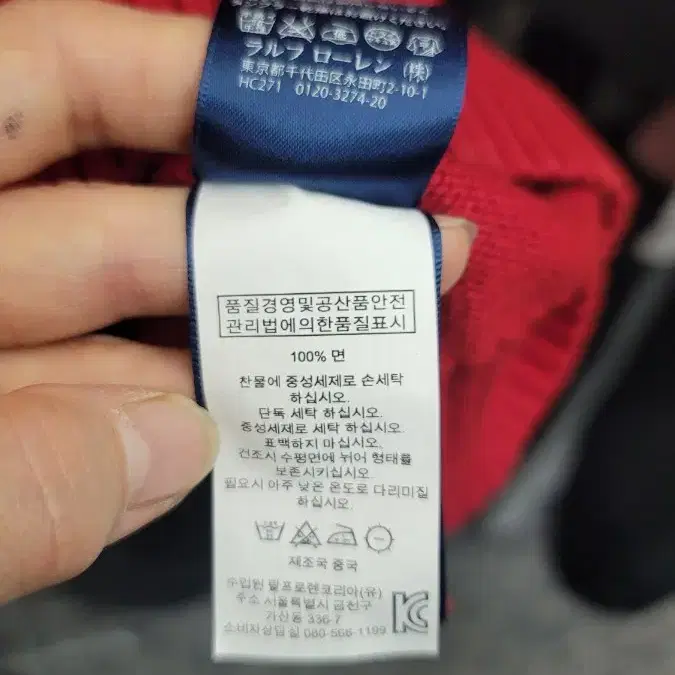 ラルフ ローレン (株)
東京都千代田区永田町2-10-1
HC271 0120-3274-20
품질경영및공산품안전
관리법에의한품질표시
100% 면
찬물에 중성세제로 손세탁
하십시오.
단독 세탁 하십시오.
중성세제로 세탁 하십시오.
표백하지 마십시오.
건조시 수평면에 뉘어 형태를
보존시키십시오.
필요시 아주 낮은 온도로 다리미질
하십시오.
제조국 중국
수입원 랄프로렌코리아(유)
주소 서울특별시 금천구
가산동 336-7
소비자상담실 080-566-1199
KC